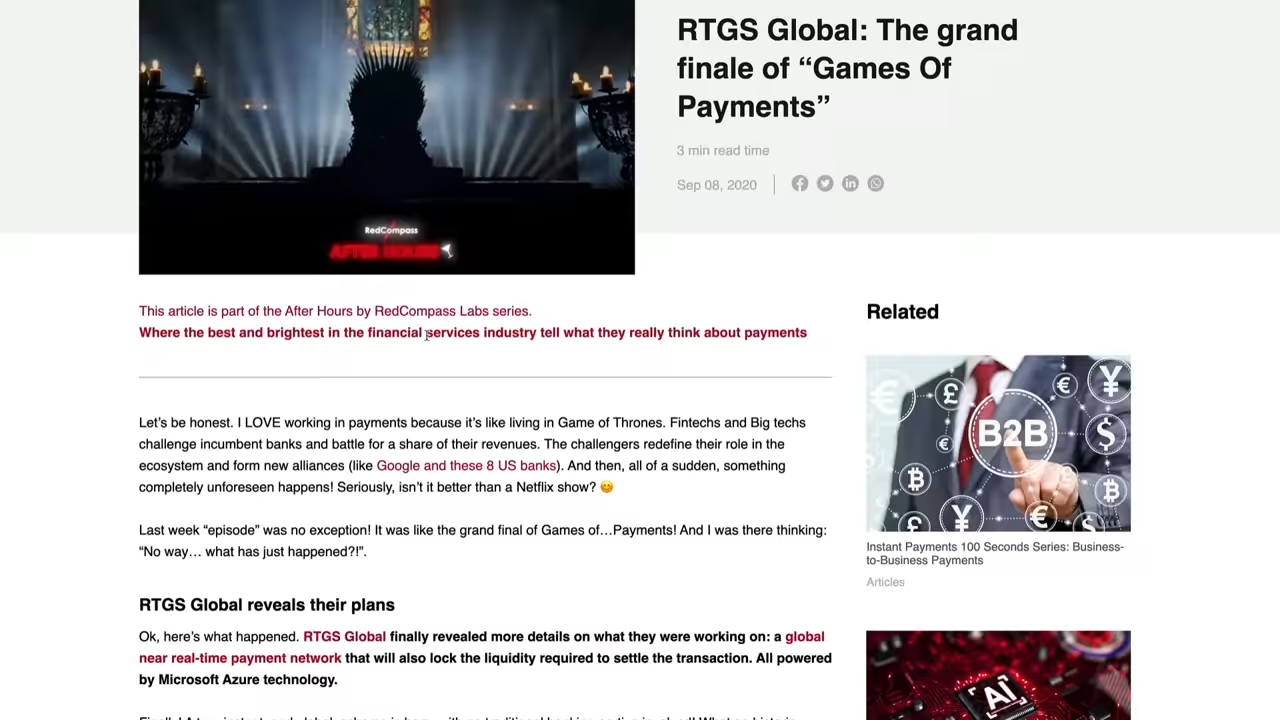 RTGS Global: The grand
finale of “Games Of
Payments”
3 min read time
Sep 08, 2020
RedCompass
AFTER HOURS
This article is part of the After Hours by RedCompass Labs series.
Where the best and brightest in the financial services industry tell what they really think about payments
Let’s be honest. I LOVE working in payments because it’s like living in Game of Thrones. Fintechs and Big techs
challenge incumbent banks and battle for a share of their revenues. The challengers redefine their role in the
ecosystem and form new alliances (like Google and these 8 US banks). And then, all of a sudden, something
completely unforeseen happens! Seriously, isn’t it better than a Netflix show? 😊
Last week “episode” was no exception! It was like the grand final of Games of…Payments! And I was there thinking:
“No way… what has just happened?!”.
RTGS Global reveals their plans
Ok, here’s what happened. RTGS Global finally revealed more details on what they were working on: a global
near real-time payment network that will also lock the liquidity required to settle the transaction. All powered
by Microsoft Azure technology.
Related
B2B
Instant Payments 100 Seconds Series: Business-
to-Business Payments
Articles
AI